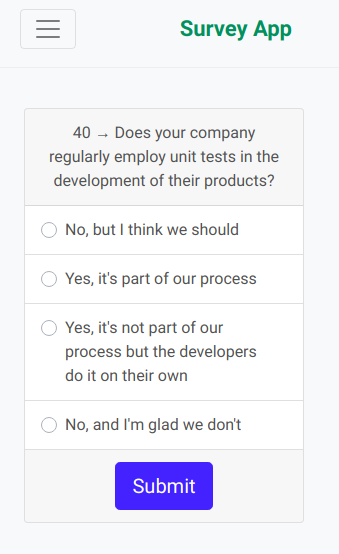 Survey App
40 → Does your company
regularly employ unit tests in the
development of their products?
No, but I think we should
Yes, it's part of our process
Yes, it's not part of our
process but the developers
do it on their own
No, and I'm glad we don't
Submit